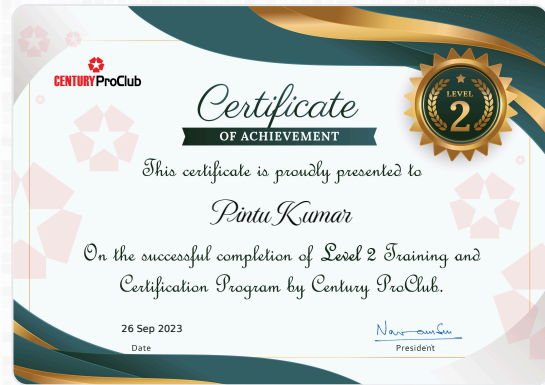 CENTURY ProClub
LEVEL
2
Certificate
OF ACHIEVEMENT
This certificate is proudly presented to
Pintu Kumar
On the successful completion of Level 2 Training and
Certification Program by Century ProClub.
26 Sep 2023
Date
President